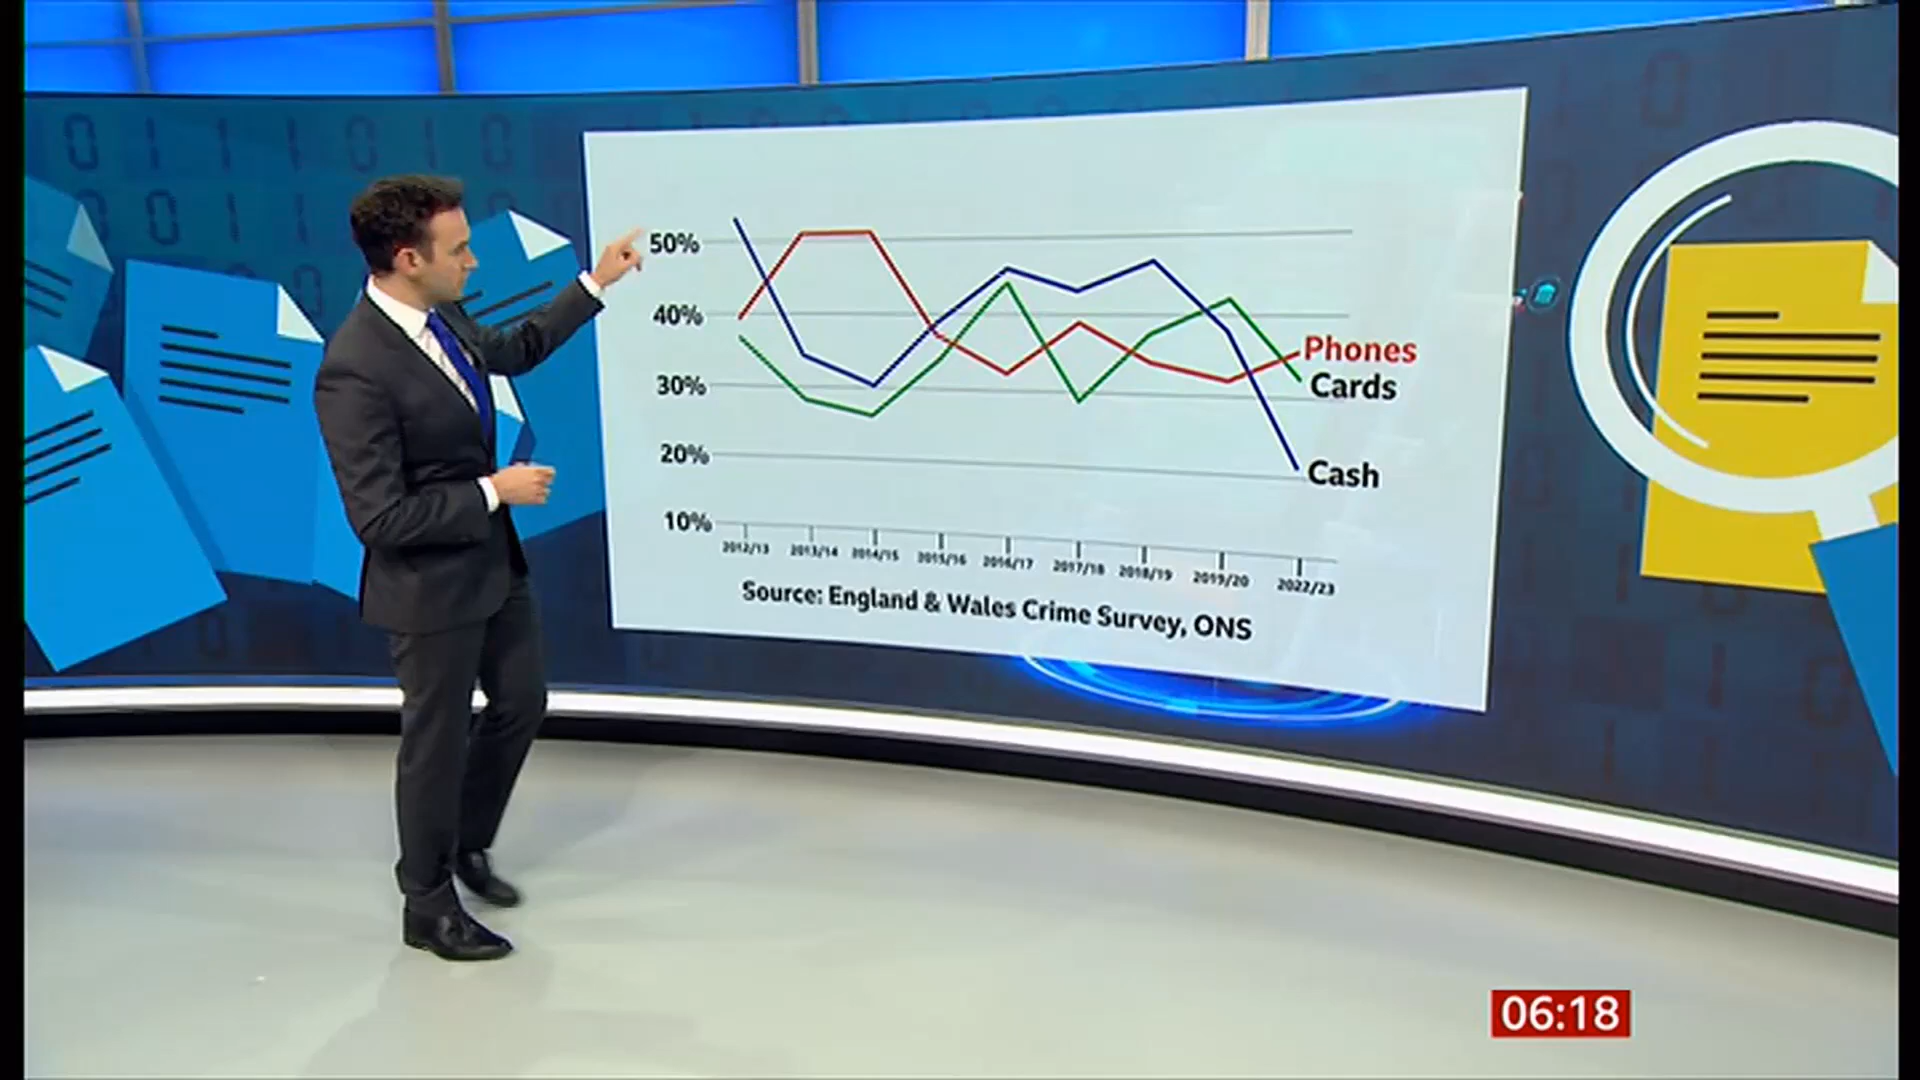 50%
40%
30%
20%
10%
Phones
Cards
Cash
2012/13 2013/14 2014/15 2015/16 2016/17 2017/18 2018/19 2019/20 2022/23
Source: England & Wales Crime Survey, ONS
06:18